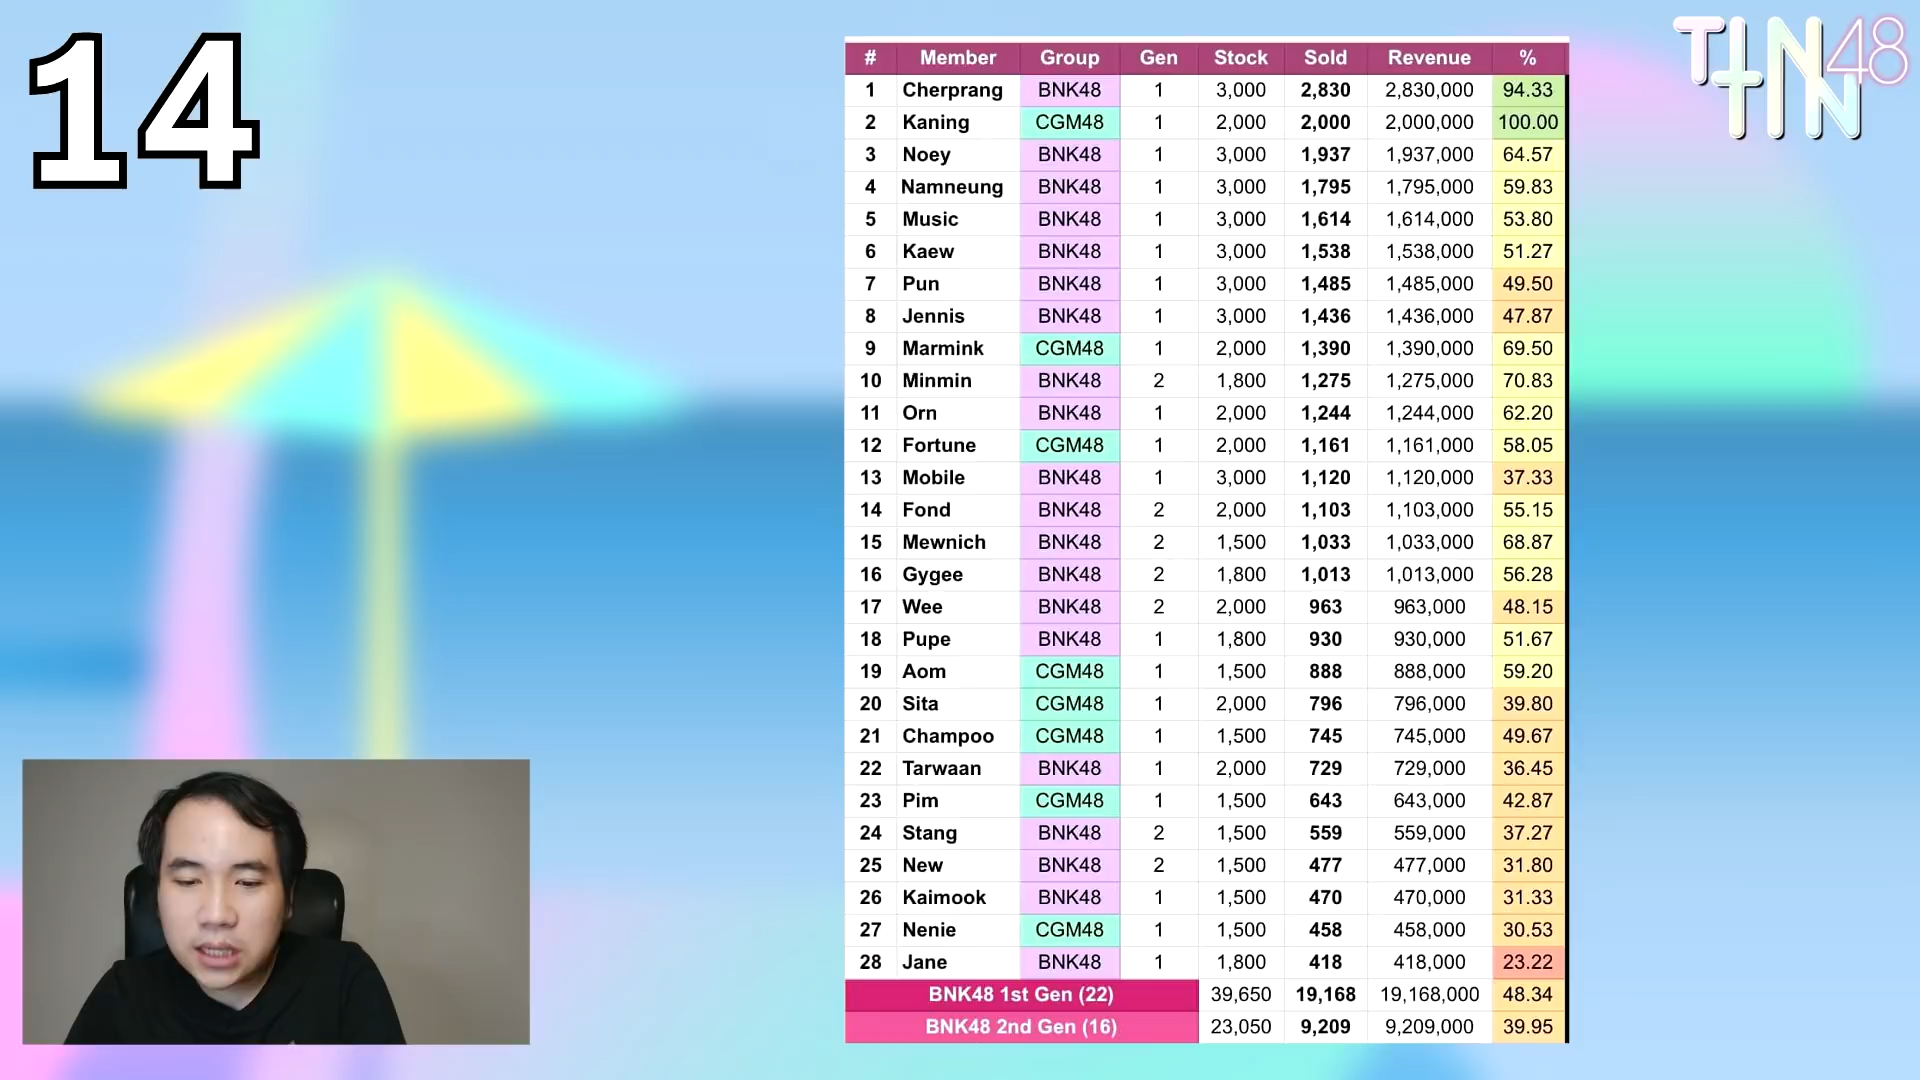 14
TINTIN48
# Member Group Gen Stock Sold Revenue %
1 Cherprang BNK48 1 3,000 2,830 2,830,000 94.33
2 Kaning CGM48 1 2,000 2,000 2,000,000 100.00
3 Noey BNK48 1 3,000 1,937 1,937,000 64.57
4 Namneung BNK48 1 3,000 1,795 1,795,000 59.83
5 Music BNK48 1 3,000 1,614 1,614,000 53.80
6 Kaew BNK48 1 3,000 1,538 1,538,000 51.27
7 Pun BNK48 1 3,000 1,485 1,485,000 49.50
8 Jennis BNK48 1 3,000 1,436 1,436,000 47.87
9 Marmink CGM48 1 2,000 1,390 1,390,000 69.50
10 Minmin BNK48 2 1,800 1,275 1,275,000 70.83
11 Orn BNK48 1 2,000 1,244 1,244,000 62.20
12 Fortune CGM48 1 2,000 1,161 1,161,000 58.05
13 Mobile BNK48 1 3,000 1,120 1,120,000 37.33
14 Fond BNK48 2 2,000 1,103 1,103,000 55.15
15 Mewnich BNK48 2 1,500 1,033 1,033,000 68.87
16 Gygee BNK48 2 1,800 1,013 1,013,000 56.28
17 Wee BNK48 2 2,000 963 963,000 48.15
18 Pupe BNK48 1 1,800 930 930,000 51.67
19 Aom CGM48 1 1,500 888 888,000 59.20
20 Sita CGM48 1 2,000 796 796,000 39.80
21 Champoo CGM48 1 1,500 745 745,000 49.67
22 Tarwaan BNK48 1 2,000 729 729,000 36.45
23 Pim CGM48 1 1,500 643 643,000 42.87
24 Stang BNK48 2 1,500 559 559,000 37.27
25 New BNK48 2 1,500 477 477,000 31.80
26 Kaimook BNK48 1 1,500 470 470,000 31.33
27 Nenie CGM48 1 1,500 458 458,000 30.53
28 Jane BNK48 1 1,800 418 418,000 23.22
BNK48 1st Gen (22) 39,650 19,168 19,168,000 48.34
BNK48 2nd Gen (16) 23,050 9,209 9,209,000 39.95